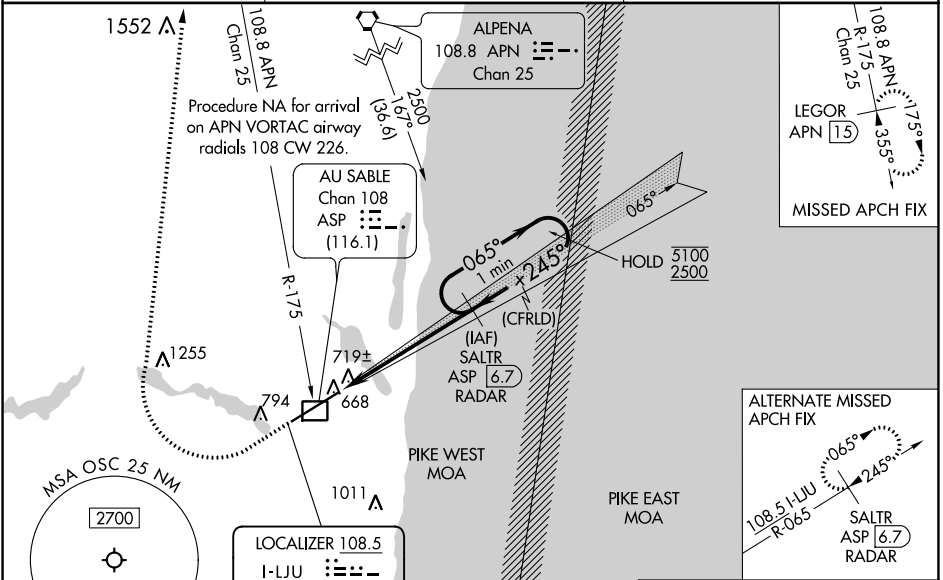 1552
108.8 APN
Chan 25
ALPENA
108.8 APN
Chan 25
2500
167°
(36.6)
Procedure NA for arrival
on APN VORTAC airway
radials 108 CW 226.
AU SABLE
Chan 108
ASP
(116.1)
R-175
065°
1 min
+245°
065°
HOLD 5100
2500
(CFRLD)
(IAF)
SALTR
ASP 6.7
RADAR
1255
719±
668
794
PIKE WEST
MOA
1011
PIKE EAST
MOA
MSA OSC 25 NM
2700
LOCALIZER 108.5
I-LJU
108.8 APN
R-175
Chan 25
LEGOR
APN 15
175°
355°
MISSED APCH FIX
ALTERNATE MISSED
APCH FIX
065°
245°
108.5 I-LJU
R-065
SALTR
ASP 6.7
RADAR